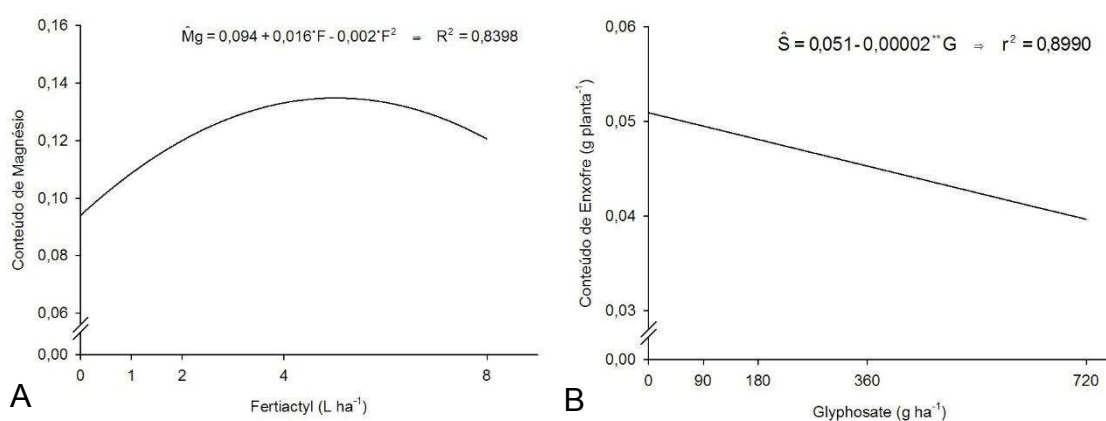 0,16
M̂g = 0,094 + 0,016*F - 0,002*F² ⇒ R² = 0,8398
0,14
0,12
0,10
0,08
0,06
0,00
Conteúdo de Magnésio
0 1 2 4 8
Fertiactyl (L ha⁻¹)
A
0,06
Ŝ = 0,051 - 0,00002**G ⇒ r² = 0,8990
0,05
0,04
0,03
0,00
Conteúdo de Enxofre (g planta⁻¹)
0 90 180 360 720
Glyphosate (g ha⁻¹)
B